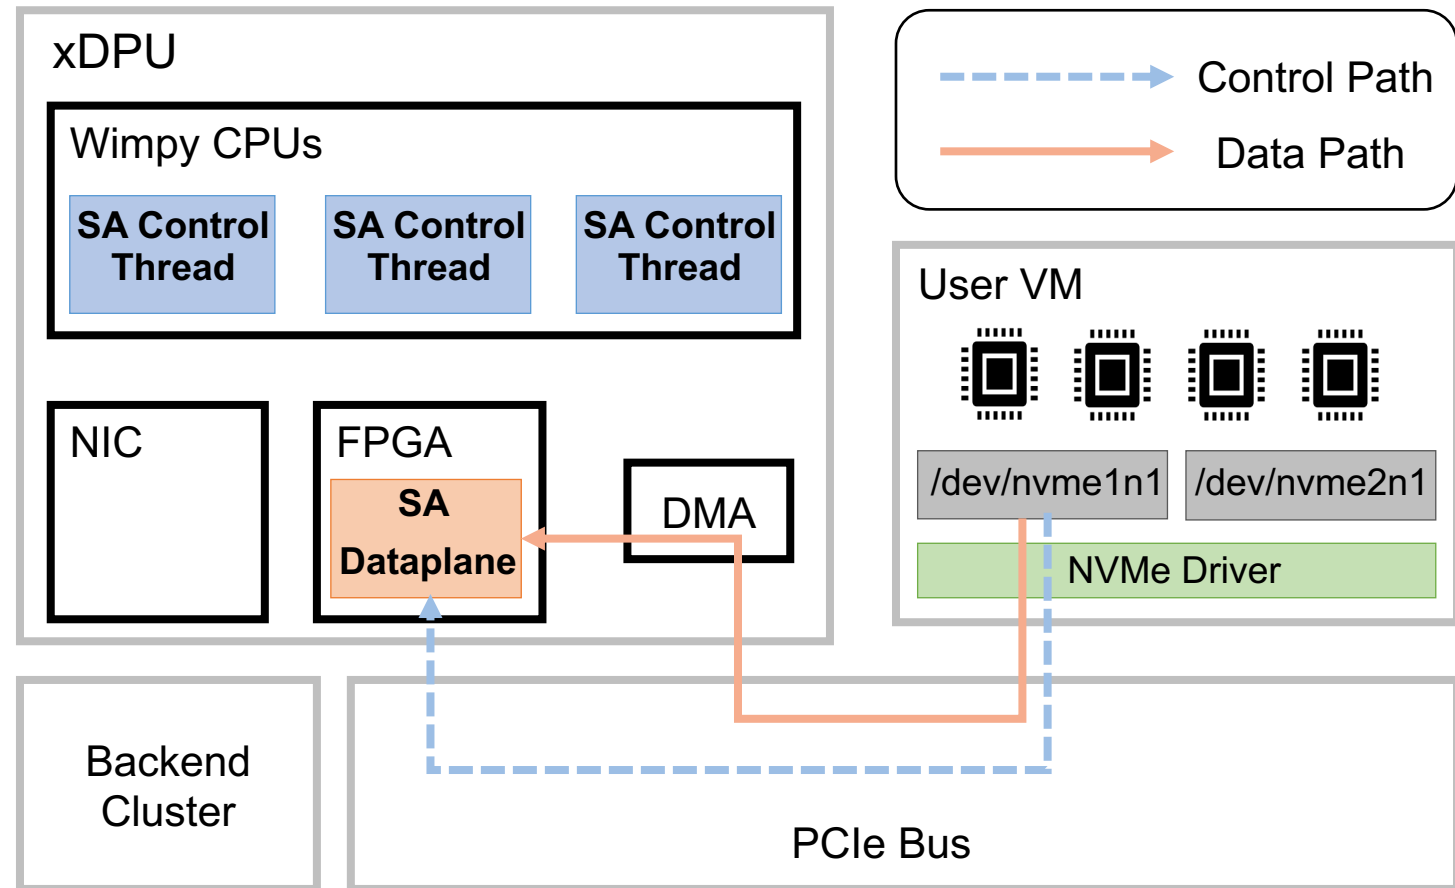 xDPU
Wimpy CPUs
SA Control
Thread
SA Control
Thread
SA Control
Thread
NIC
FPGA
SA
Dataplane
DMA
Control Path
Data Path
User VM
/dev/nvme1n1
/dev/nvme2n1
NVMe Driver
Backend
Cluster
PCIe Bus